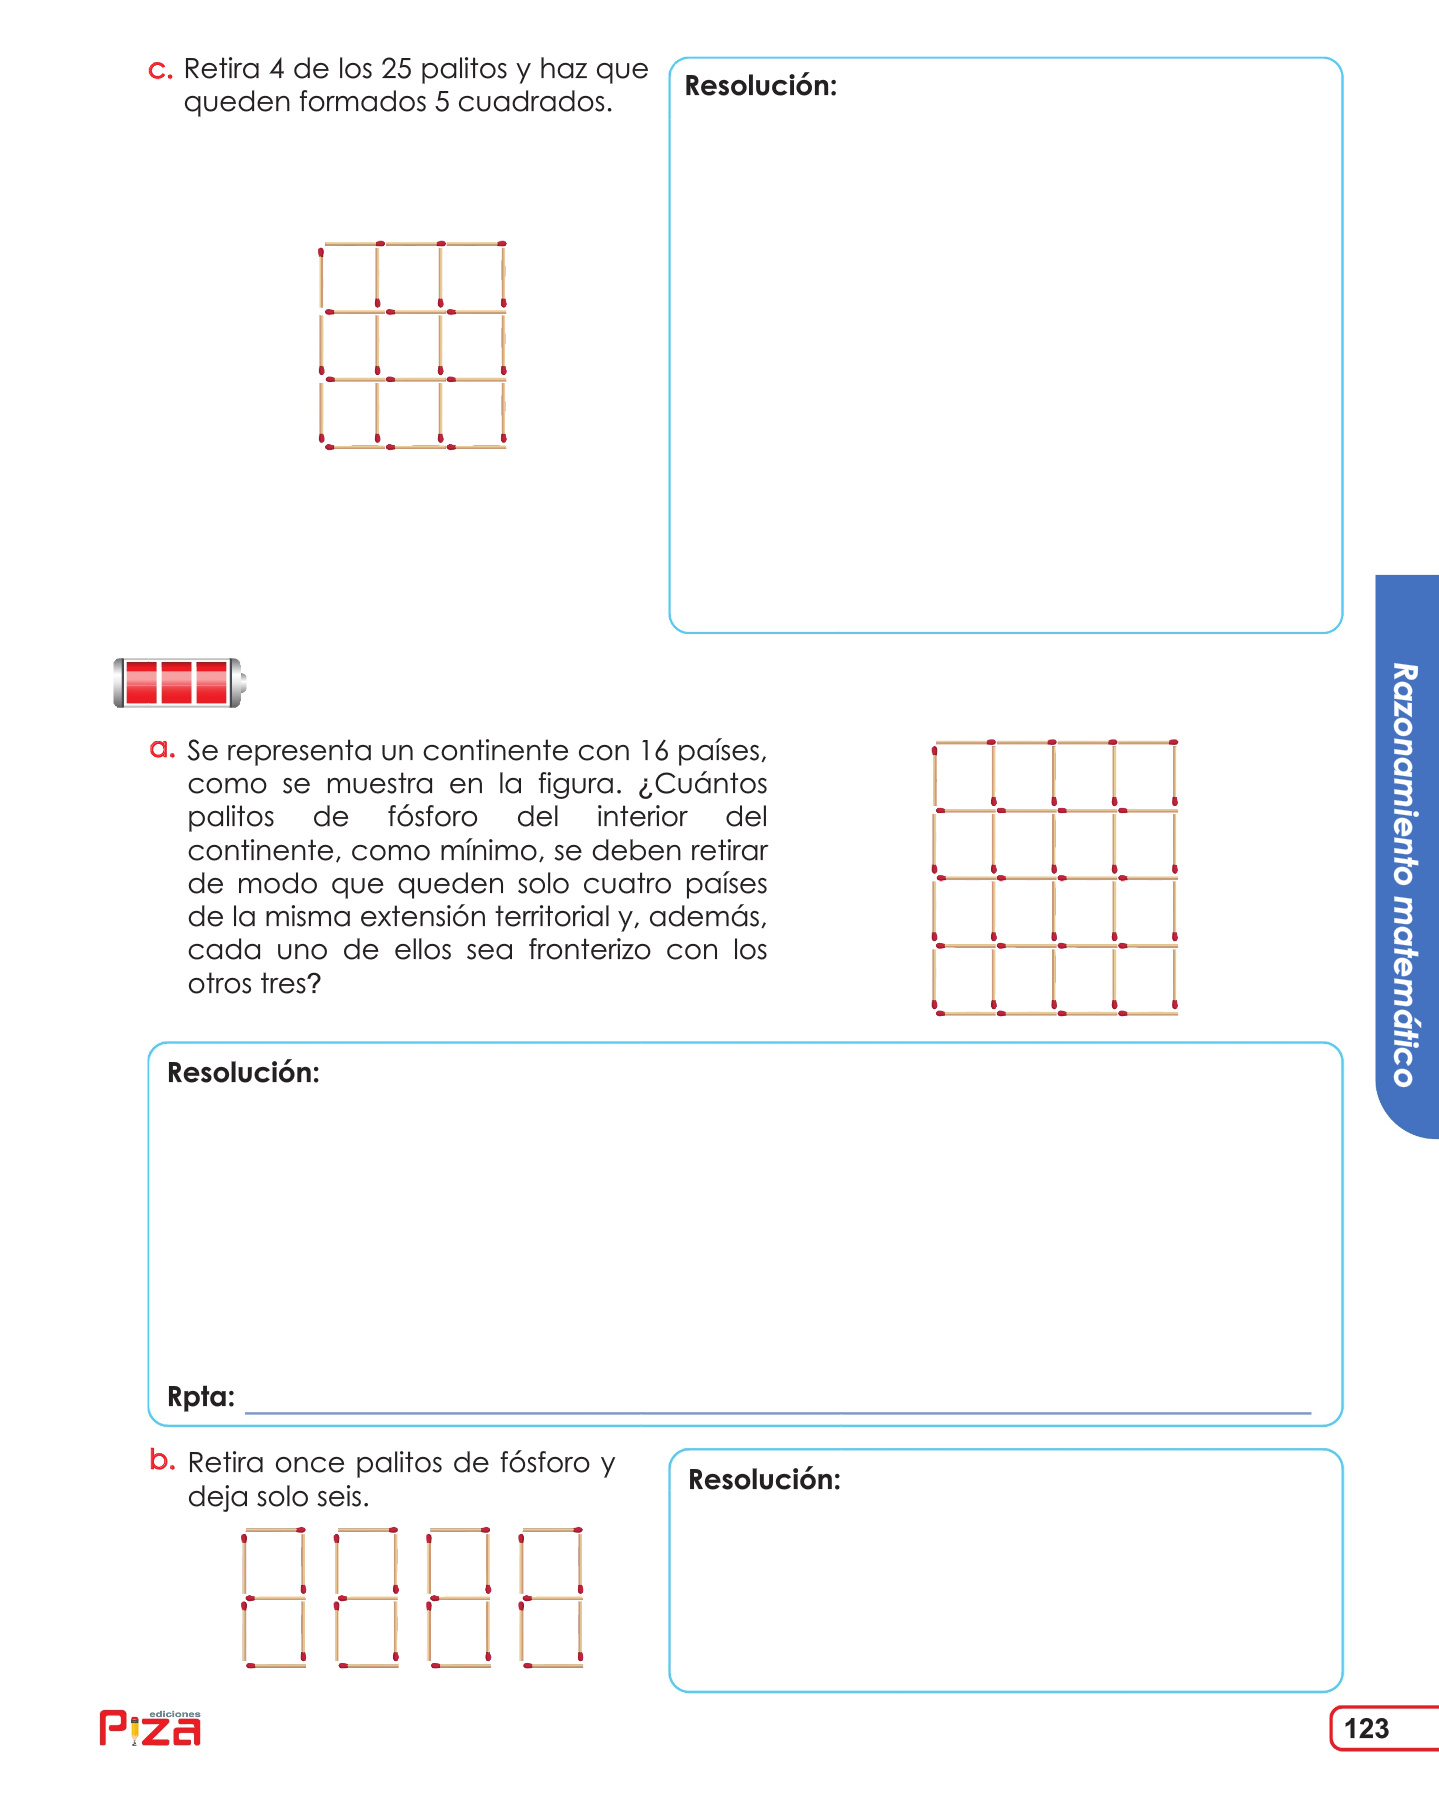 c. Retira 4 de los 25 palitos y haz que
queden formados 5 cuadrados.
Resolución:
a. Se representa un continente con 16 países,
como se muestra en la figura. ¿Cuántos
palitos de fósforo del interior del
continente, como mínimo, se deben retirar
de modo que queden solo cuatro países
de la misma extensión territorial y, además,
cada uno de ellos sea fronterizo con los
otros tres?
Resolución:
Rpta:
b. Retira once palitos de fósforo y
deja solo seis.
Resolución:
Razonamiento matemático
ediciones
Piza
123